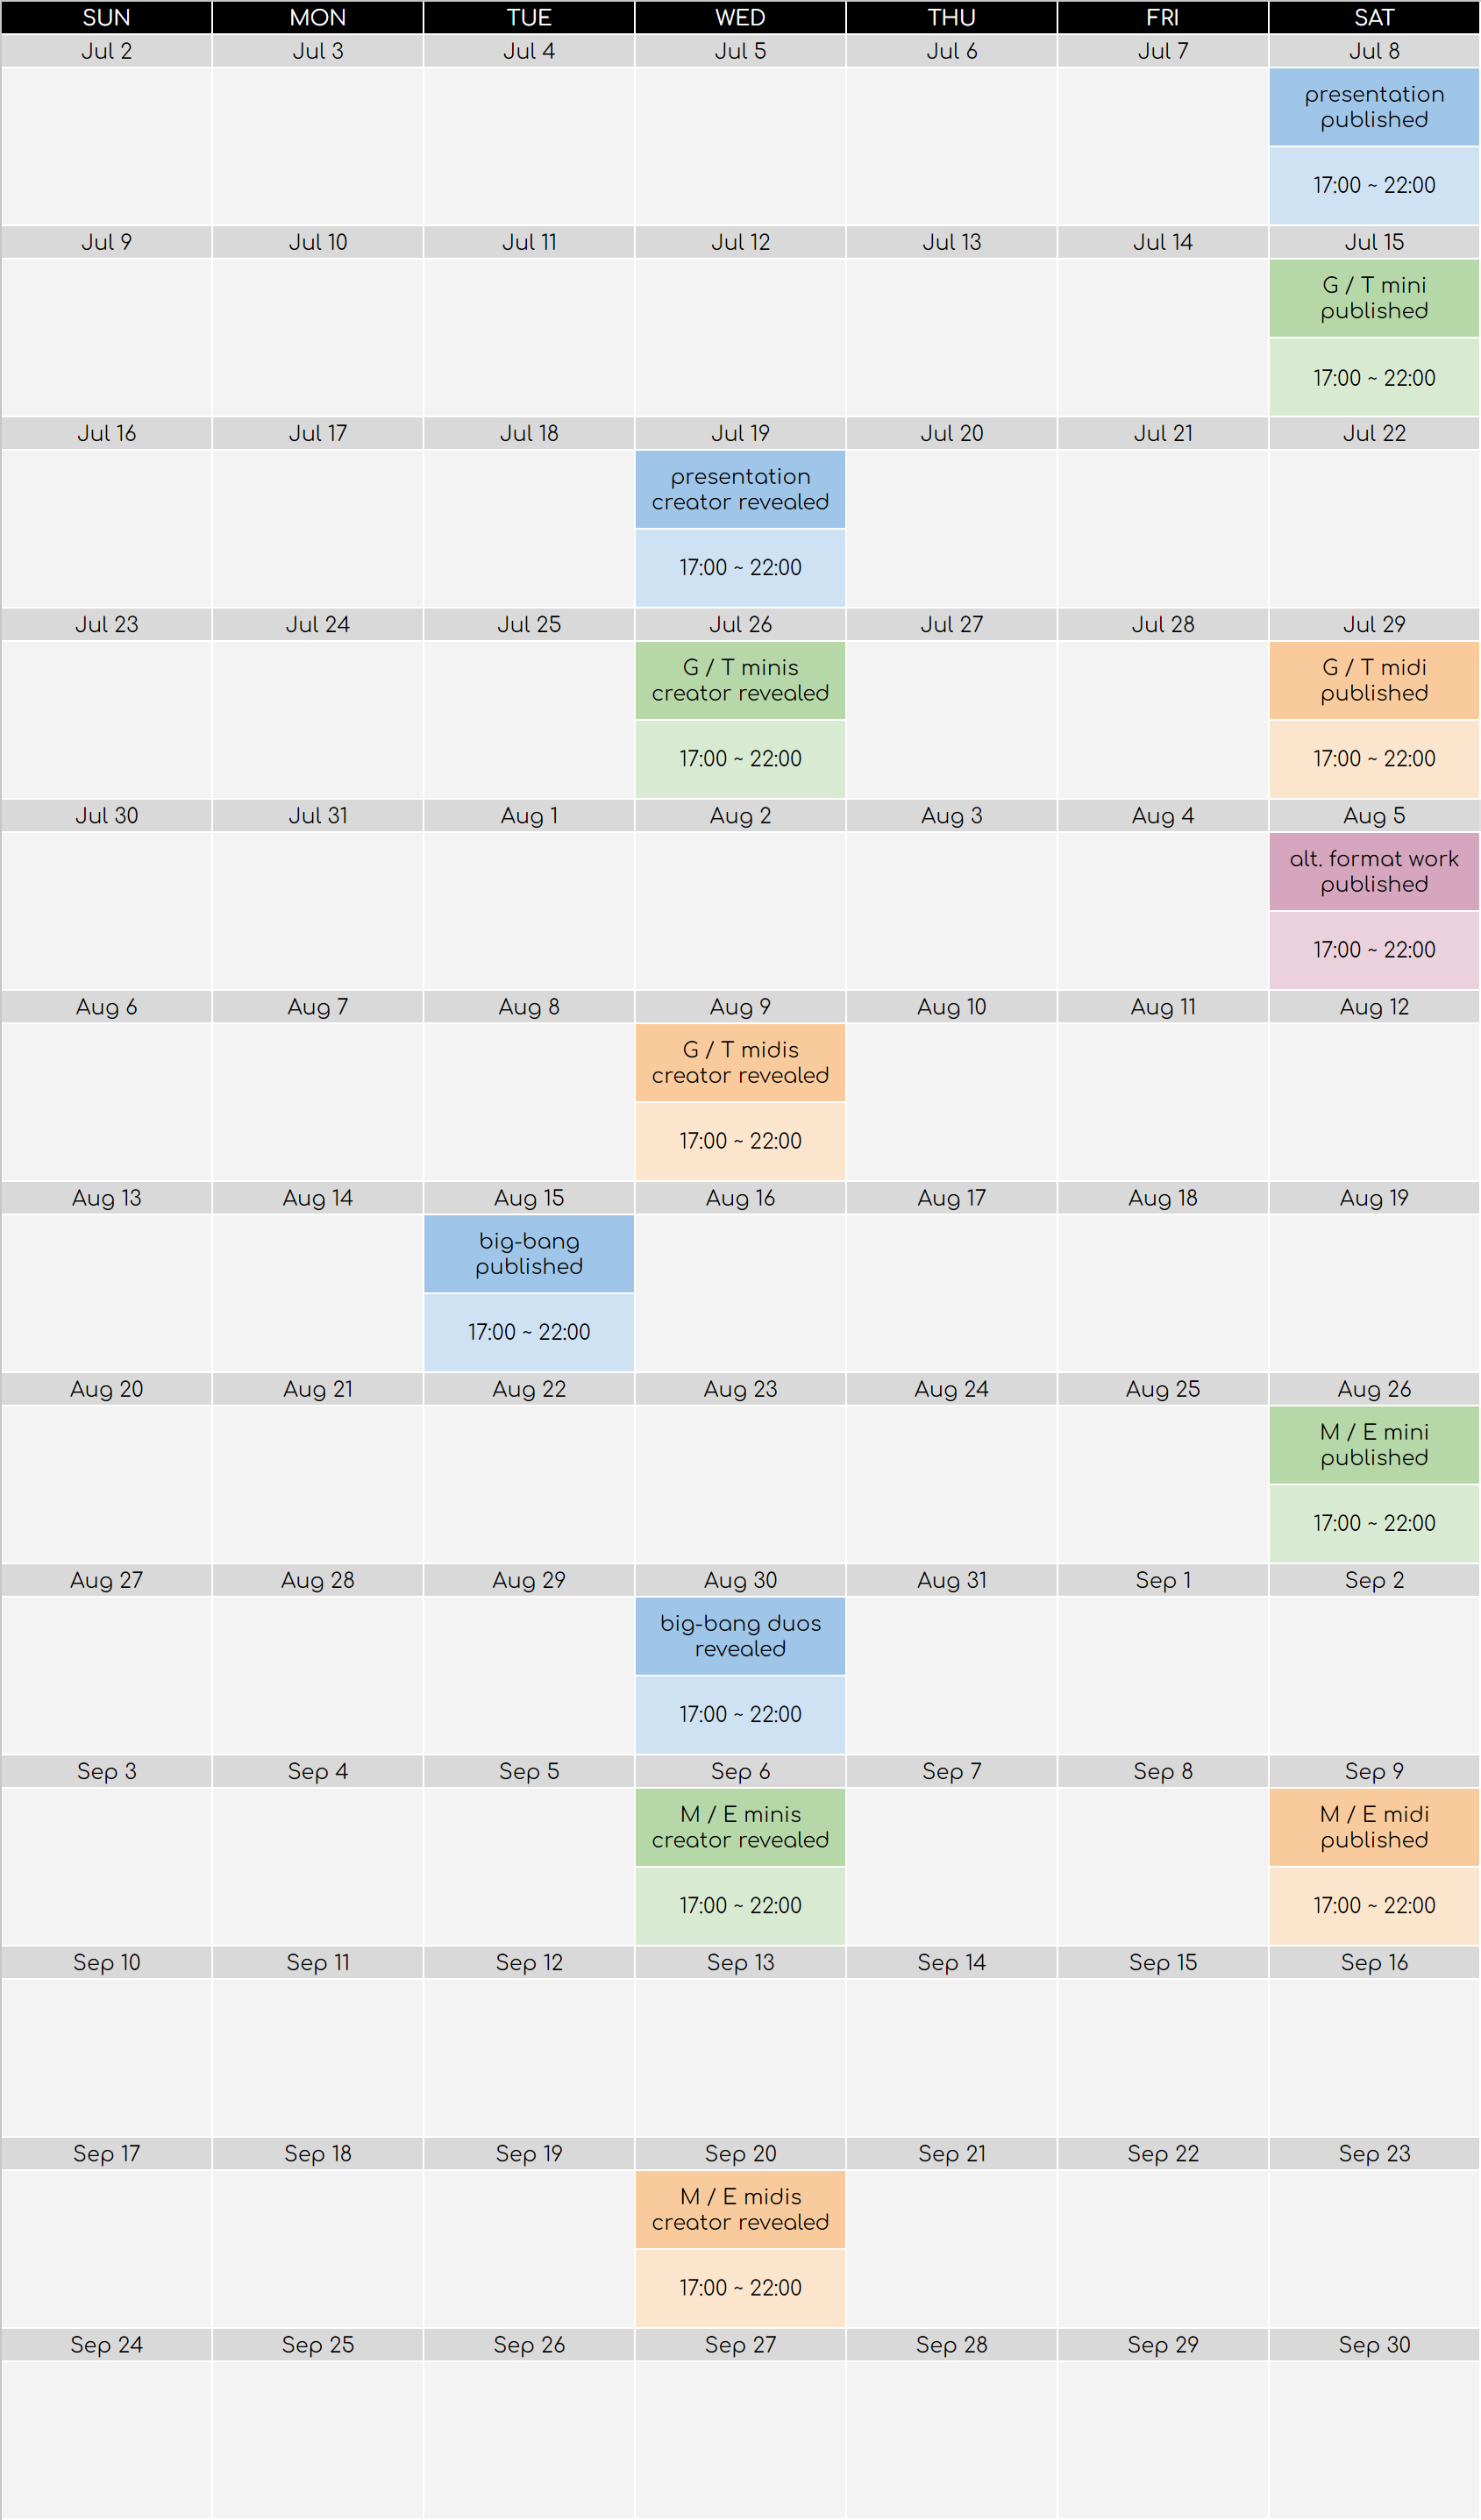 SUN MON TUE WED THU FRI SAT
Jul 2 Jul 3 Jul 4 Jul 5 Jul 6 Jul 7 Jul 8
presentation
published
17:00 ~ 22:00
Jul 9 Jul 10 Jul 11 Jul 12 Jul 13 Jul 14 Jul 15
G / T mini
published
17:00 ~ 22:00
Jul 16 Jul 17 Jul 18 Jul 19 Jul 20 Jul 21 Jul 22
presentation
creator revealed
17:00 ~ 22:00
Jul 23 Jul 24 Jul 25 Jul 26 Jul 27 Jul 28 Jul 29
G / T minis
creator revealed
17:00 ~ 22:00
G / T midi
published
17:00 ~ 22:00
Jul 30 Jul 31 Aug 1 Aug 2 Aug 3 Aug 4 Aug 5
alt. format work
published
17:00 ~ 22:00
Aug 6 Aug 7 Aug 8 Aug 9 Aug 10 Aug 11 Aug 12
G / T midis
creator revealed
17:00 ~ 22:00
Aug 13 Aug 14 Aug 15 Aug 16 Aug 17 Aug 18 Aug 19
big-bang
published
17:00 ~ 22:00
Aug 20 Aug 21 Aug 22 Aug 23 Aug 24 Aug 25 Aug 26
M / E mini
published
17:00 ~ 22:00
Aug 27 Aug 28 Aug 29 Aug 30 Aug 31 Sep 1 Sep 2
big-bang duos
revealed
17:00 ~ 22:00
Sep 3 Sep 4 Sep 5 Sep 6 Sep 7 Sep 8 Sep 9
M / E minis
creator revealed
17:00 ~ 22:00
M / E midi
published
17:00 ~ 22:00
Sep 10 Sep 11 Sep 12 Sep 13 Sep 14 Sep 15 Sep 16
Sep 17 Sep 18 Sep 19 Sep 20 Sep 21 Sep 22 Sep 23
M / E midis
creator revealed
17:00 ~ 22:00
Sep 24 Sep 25 Sep 26 Sep 27 Sep 28 Sep 29 Sep 30